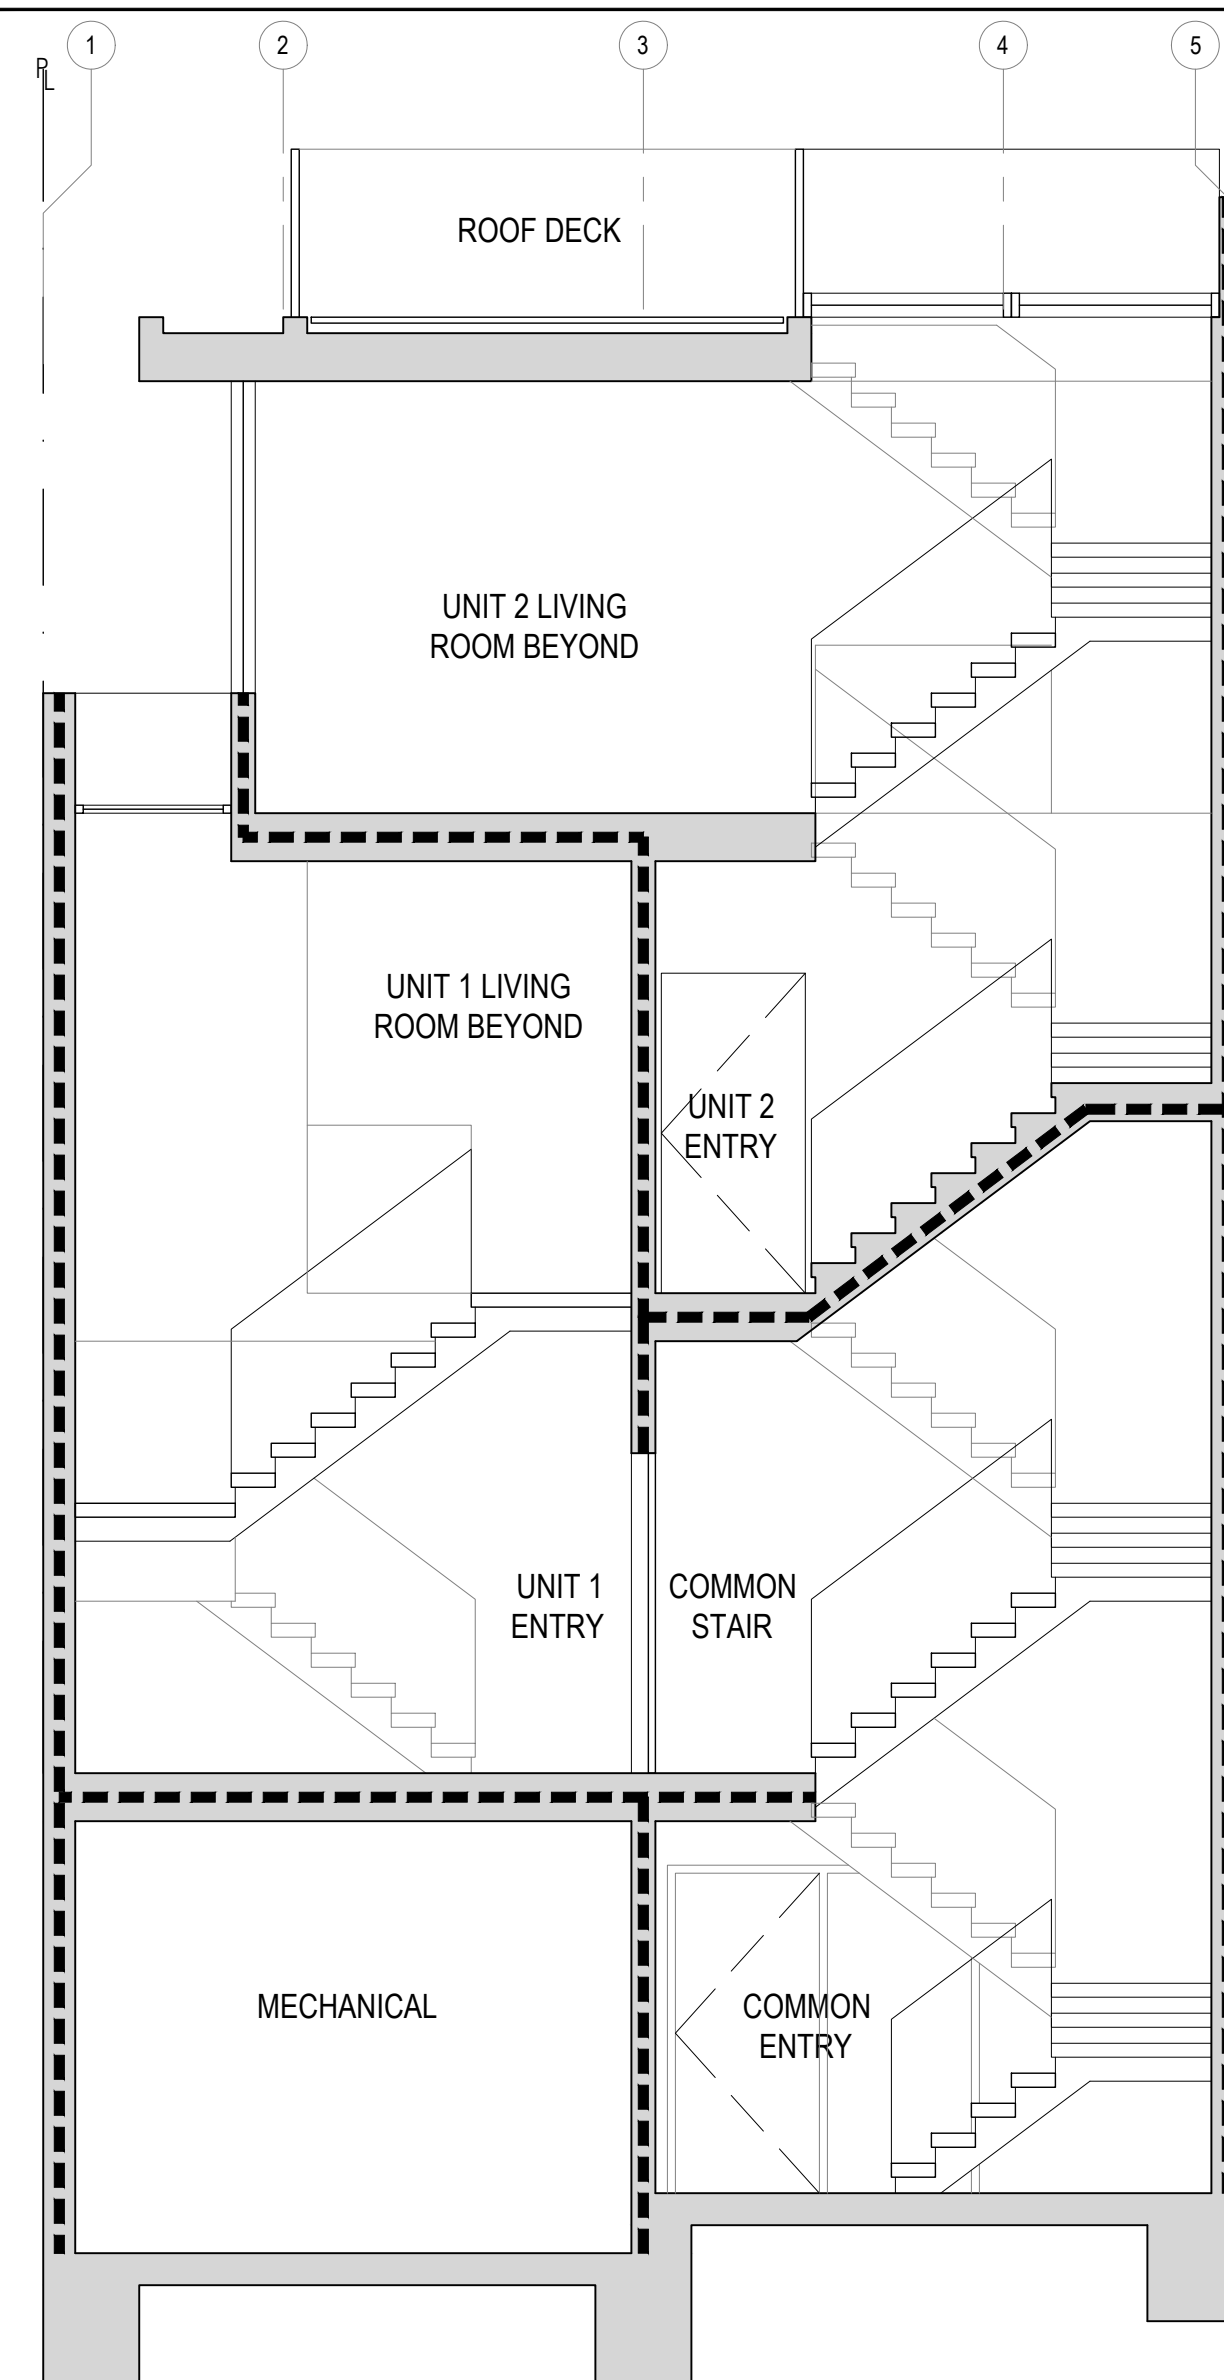 1
2
3
4
5
PL
ROOF DECK
UNIT 2 LIVING
ROOM BEYOND
UNIT 1 LIVING
ROOM BEYOND
UNIT 2
ENTRY
UNIT 1
ENTRY
COMMON
STAIR
MECHANICAL
COMMON
ENTRY